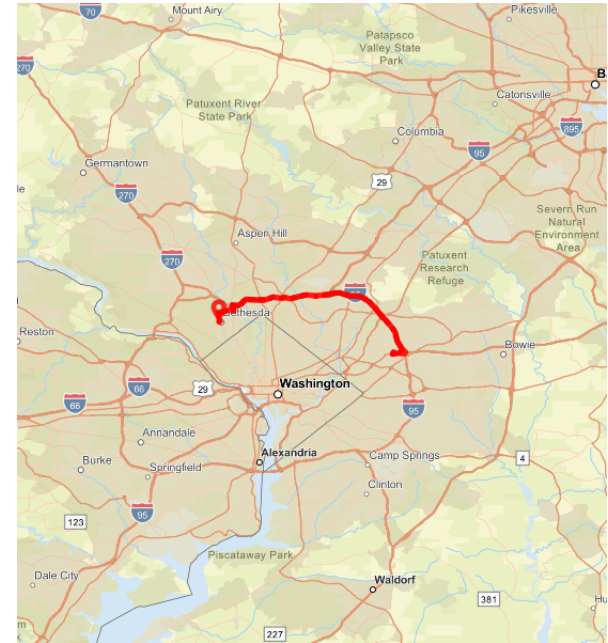 70
Mount Airy
Pikesville
Patapsco
Valley State
Park
270
Catonsville
B
Patuxent River
State Park
895
Columbia
95
Germantown
29
270
Severn Run
Natural
Environment
Area
Aspen Hill
270
Patuxent
Research
Refuge
Bethesda
Reston
Bowie
66
29
Washington
66
95
Annandale
Alexandria
Camp Springs
4
Burke
Springfield
Clinton
95
123
Piscataway Park
Dale City
Waldorf
381
Hu
m
rk
227